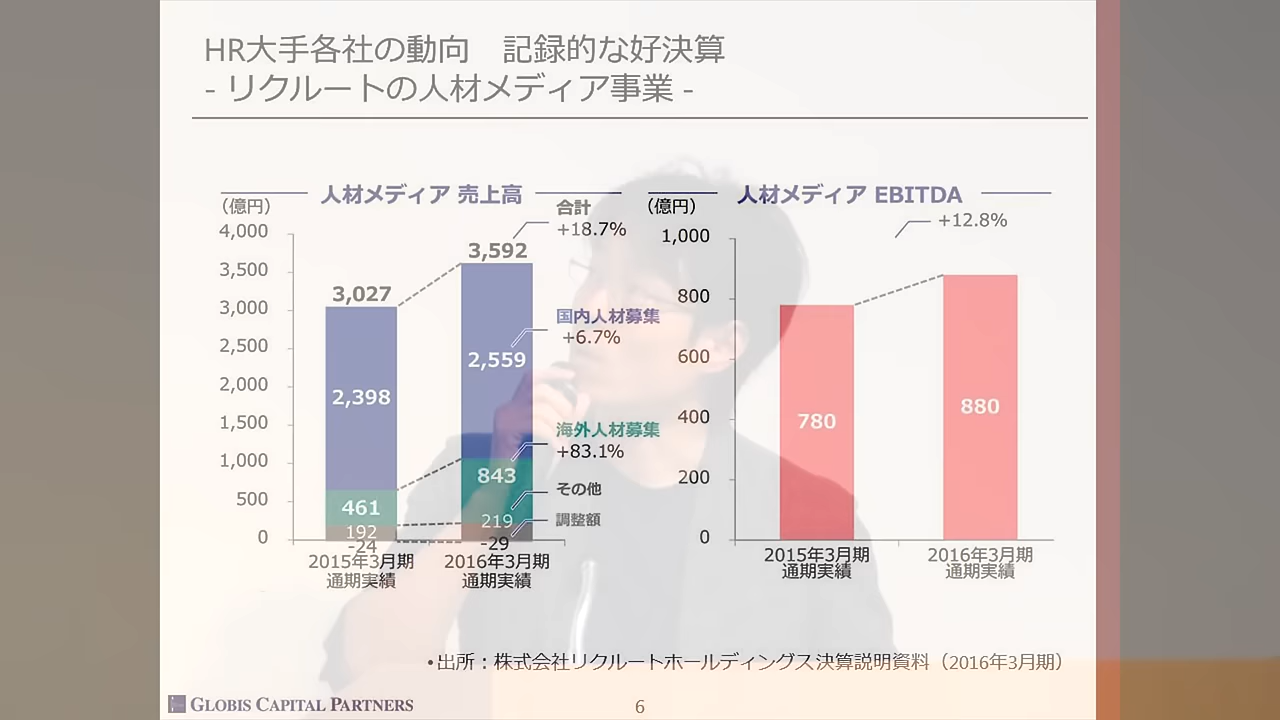 HR大手各社の動向　記録的な好決算
- リクルートの人材メディア事業 -
人材メディア 売上高
（億円）
4,000
3,500
3,000
2,500
2,000
1,500
1,000
500
0
3,027
2,398
461
192
-24
2015年3月期
通期実績
3,592
2,559
843
219
-29
2016年3月期
通期実績
合計
+18.7%
国内人材募集
+6.7%
海外人材募集
+83.1%
その他
調整額
人材メディア EBITDA
（億円）
1,000
800
600
400
200
0
+12.8%
780
2015年3月期
通期実績
880
2016年3月期
通期実績
•出所：株式会社リクルートホールディングス決算説明資料（2016年3月期）
GLOBIS CAPITAL PARTNERS
6